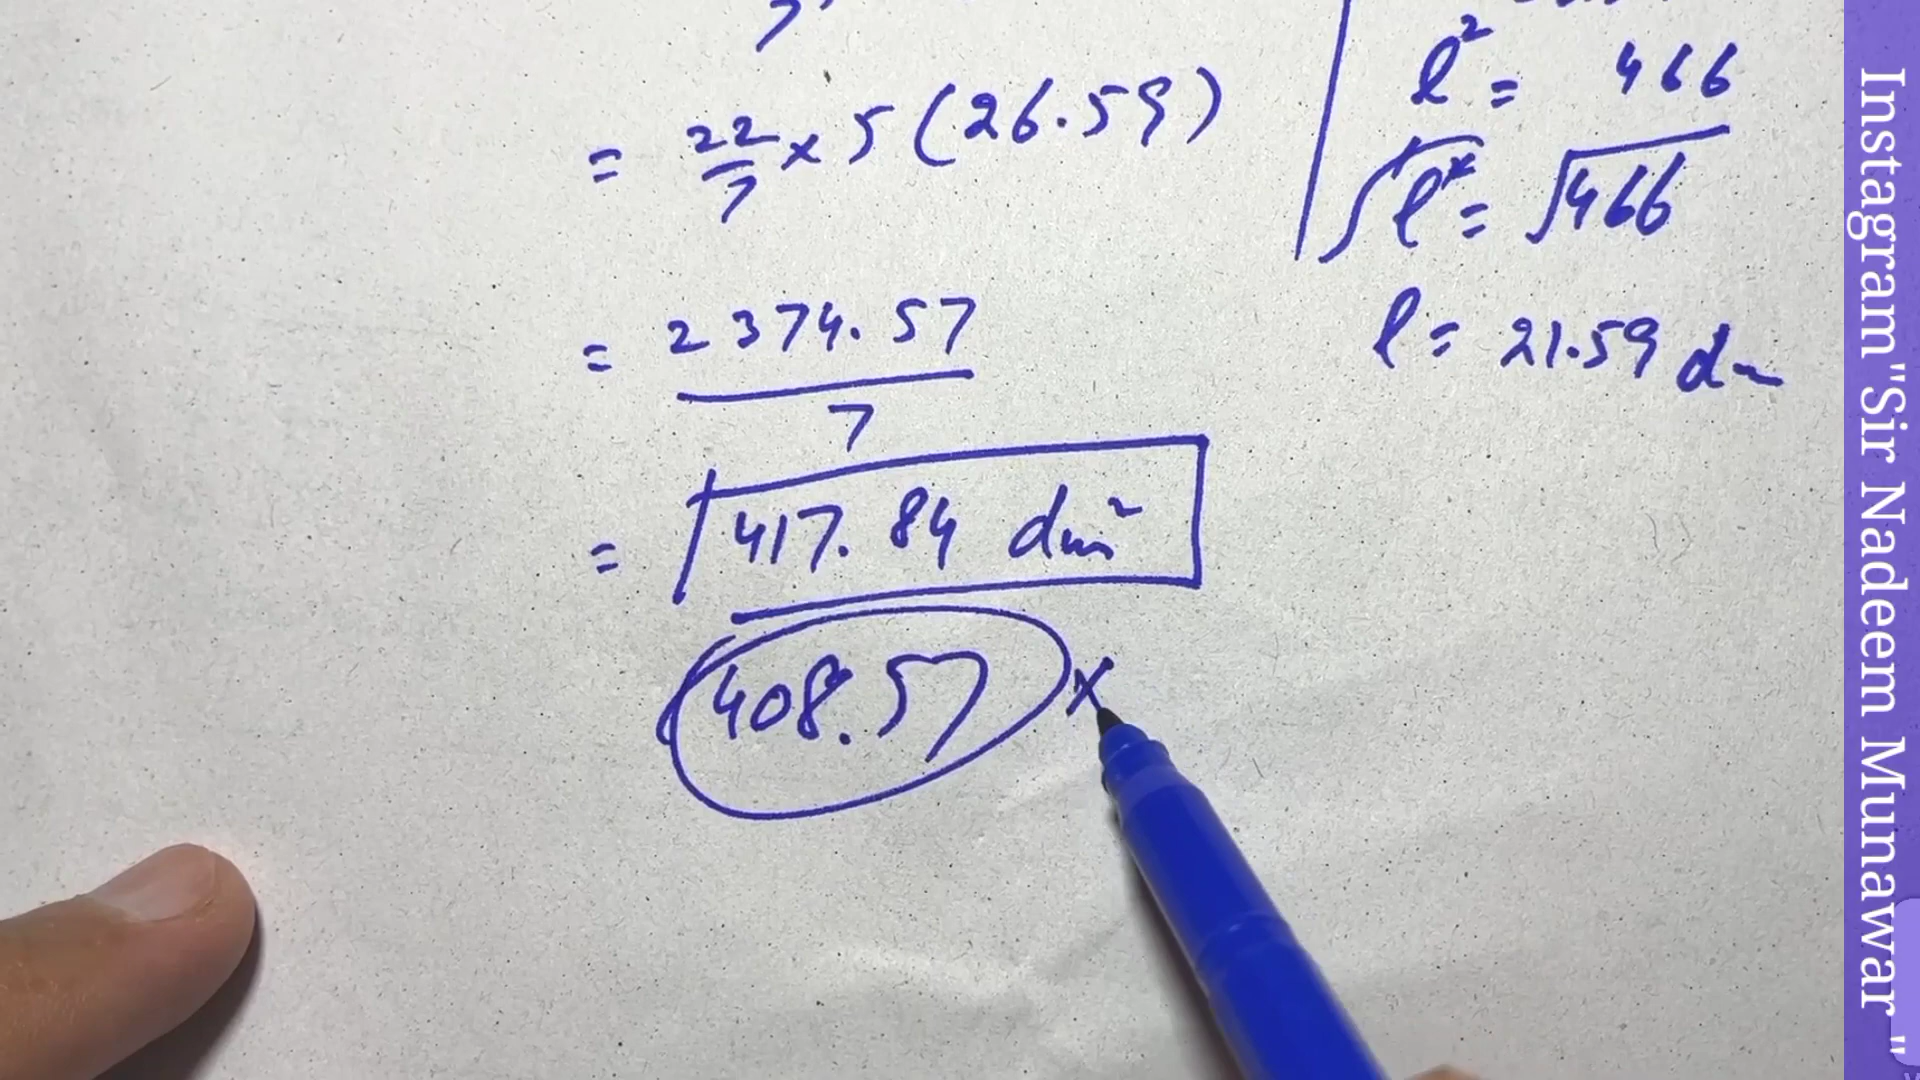 7
= 22/7 × 5 (26.59)
= 2374.57/7
= 417.84 dm²
408.57 ×
l² = 466
√l² = √466
l = 21.59 dm
Instagram"Sir Nadeem Munawar"